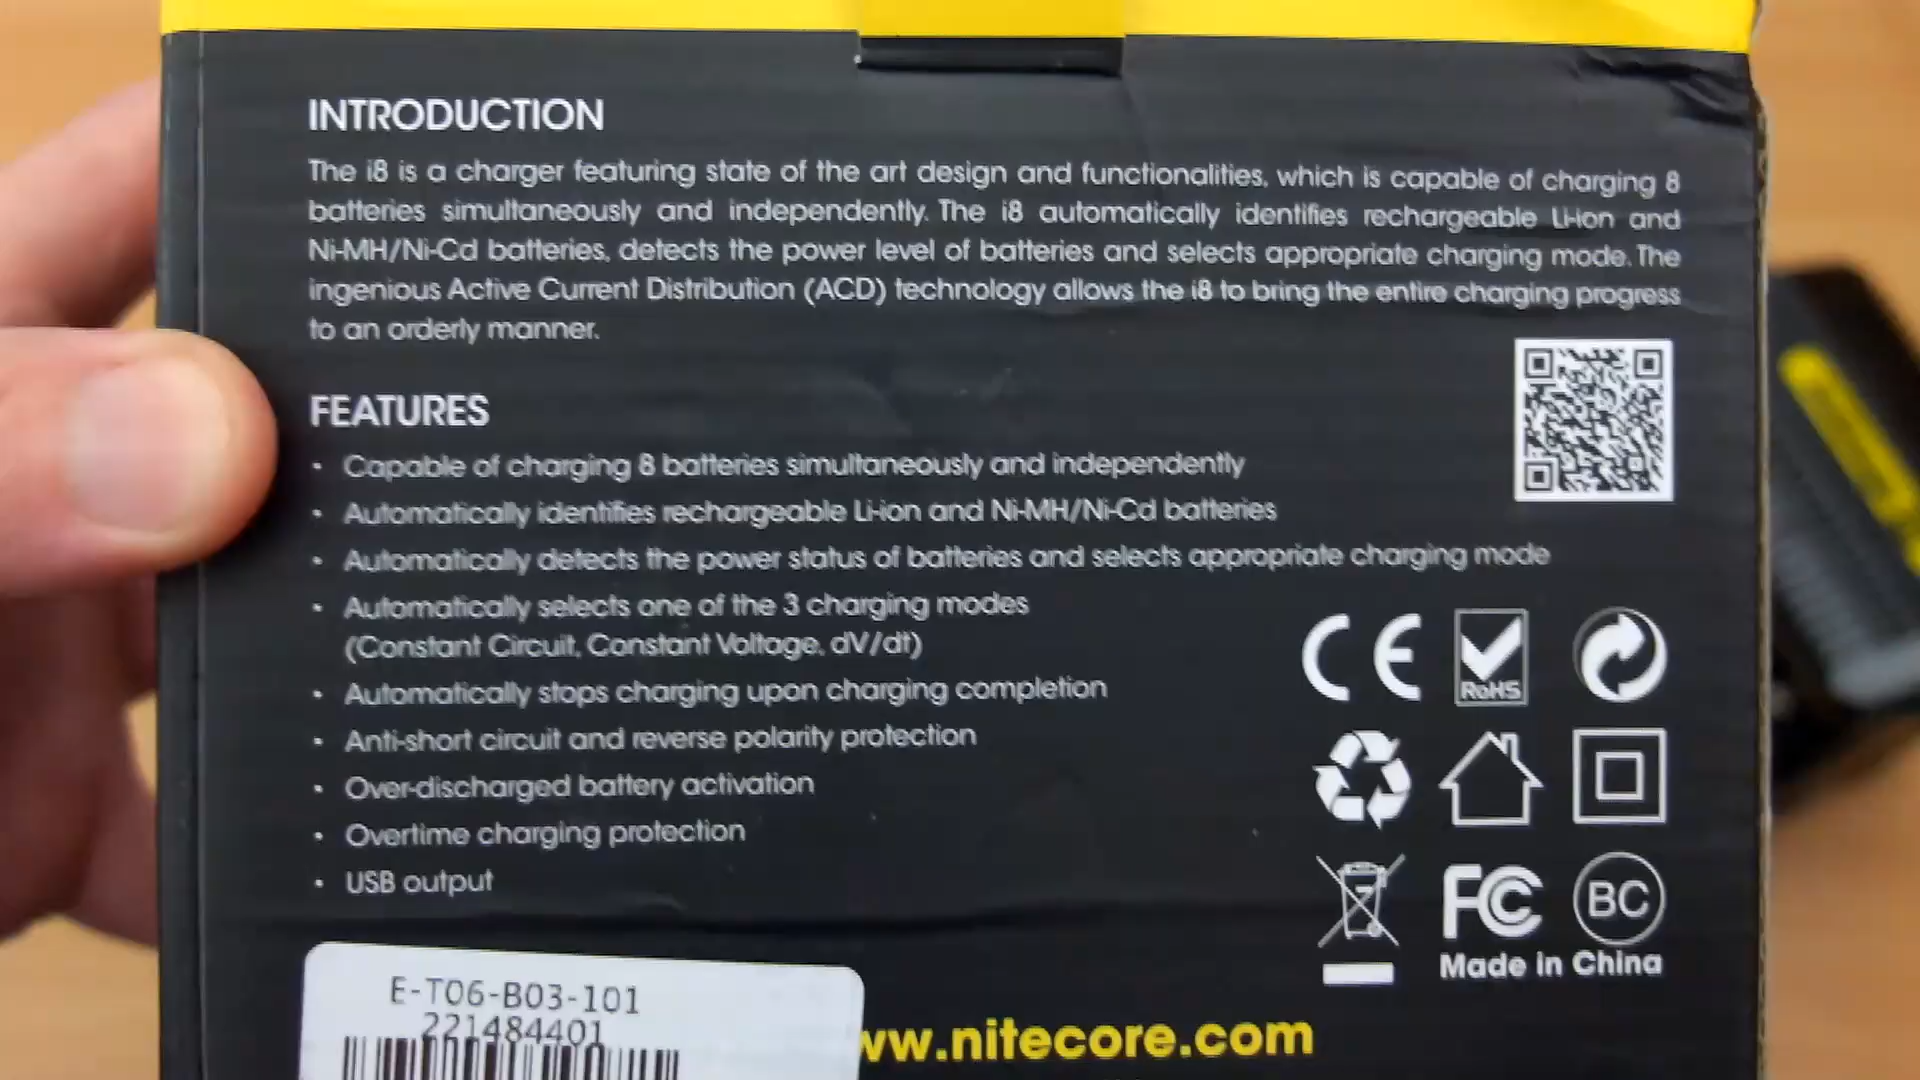 INTRODUCTION
The i8 is a charger featuring state of the art design and functionalities, which is capable of charging 8
batteries simultaneously and independently. The i8 automatically identifies rechargeable Li-ion and
Ni-MH/Ni-Cd batteries, detects the power level of batteries and selects appropriate charging mode. The
ingenious Active Current Distribution (ACD) technology allows the i8 to bring the entire charging progress
to an orderly manner.
FEATURES
• Capable of charging 8 batteries simultaneously and independently
• Automatically identifies rechargeable Li-ion and Ni-MH/Ni-Cd batteries
• Automatically detects the power status of batteries and selects appropriate charging mode
• Automatically selects one of the 3 charging modes
(Constant Circuit, Constant Voltage, dV/dt)
• Automatically stops charging upon charging completion
• Anti-short circuit and reverse polarity protection
• Over-discharged battery activation
• Overtime charging protection
• USB output
CE
RoHS
FC
BC
Made in China
E-T06-B03-101
221484401
ww.nitecore.com